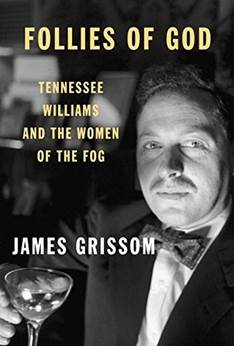 FOLLIES OF GOD
TENNESSEE
WILLIAMS
AND THE WOMEN
OF THE FOG
JAMES GRISSOM